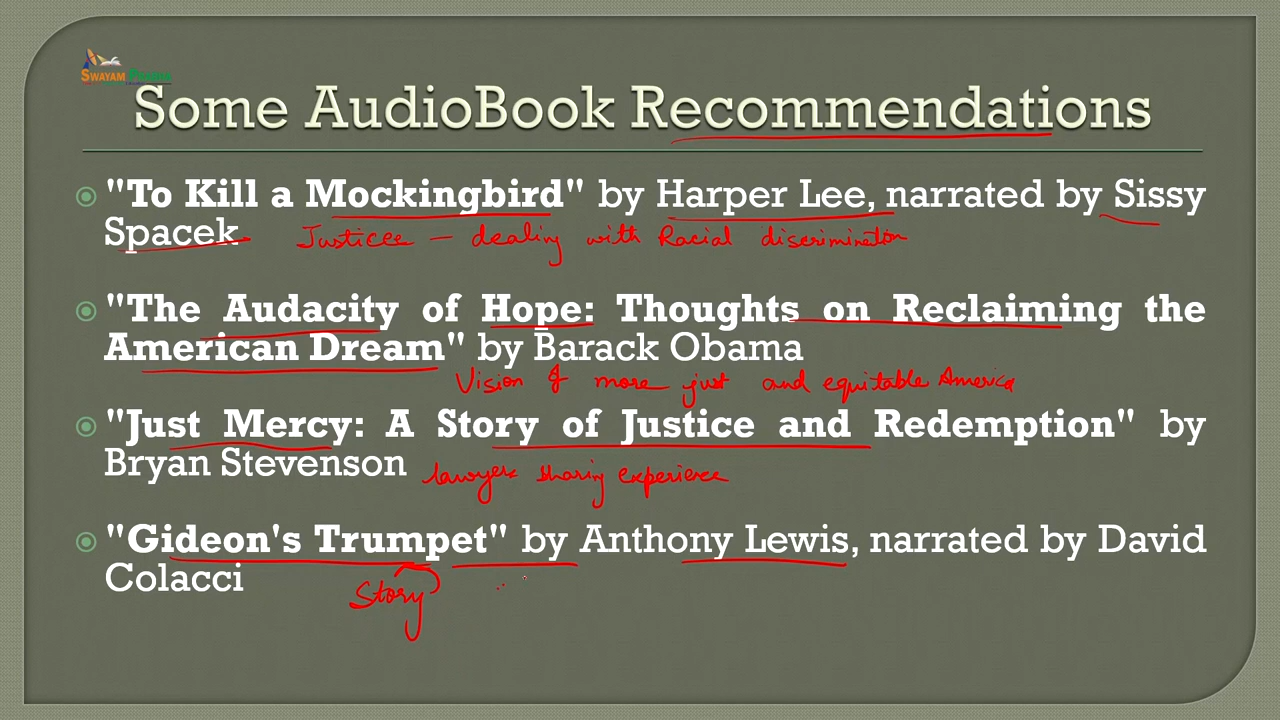 SWAYAM PRABHA
Some AudioBook Recommendations
"To Kill a Mockingbird" by Harper Lee, narrated by Sissy
Spacek
Justice — dealing with Racial discrimination
"The Audacity of Hope: Thoughts on Reclaiming the
American Dream" by Barack Obama
Vision of more just and equitable America
"Just Mercy: A Story of Justice and Redemption" by
Bryan Stevenson
lawyers sharing experience
"Gideon's Trumpet" by Anthony Lewis, narrated by David
Colacci
Story